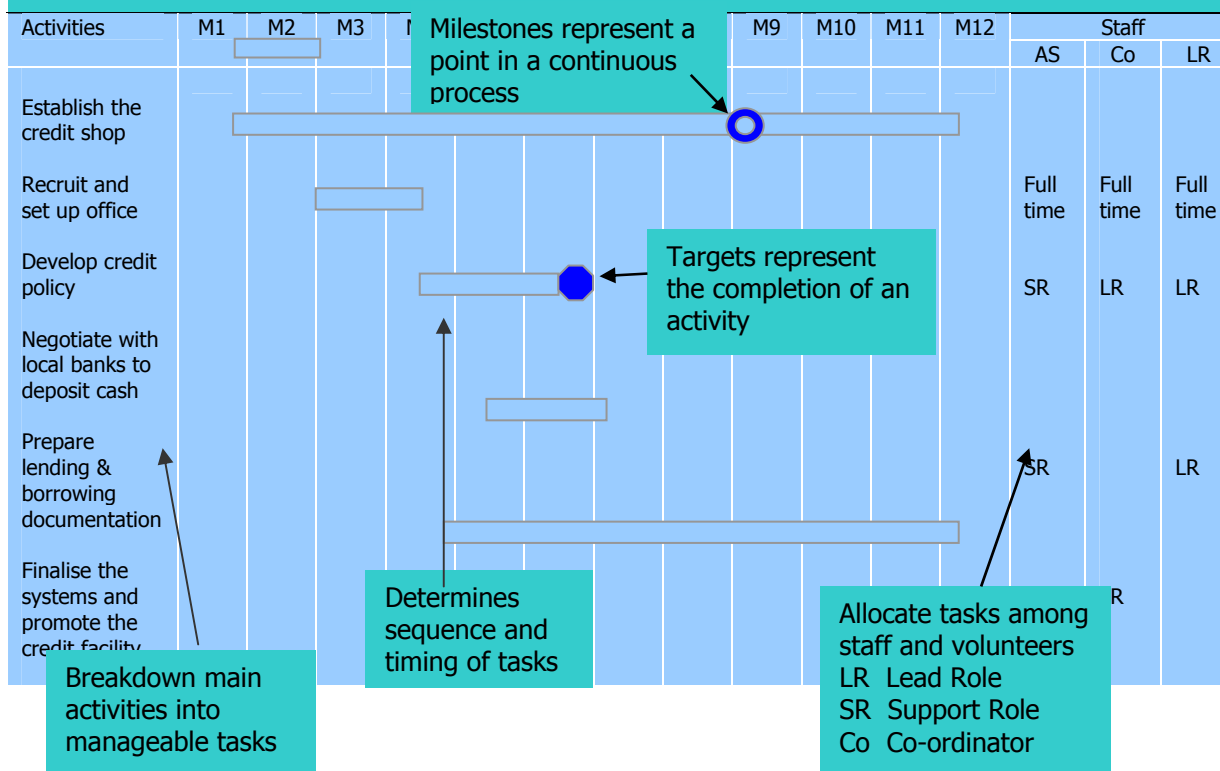 Activities M1 M2 M3 M9 M10 M11 M12 Staff
AS Co LR
Milestones represent a
point in a continuous
process
Establish the
credit shop
Recruit and
set up office
Full Full Full
time time time
Develop credit
policy
SR LR LR
Targets represent
the completion of an
activity
Negotiate with
local banks to
deposit cash
Prepare
lending &
borrowing
documentation
SR LR
Finalise the
systems and
promote the
credit facility
R
Determines
sequence and
timing of tasks
Breakdown main
activities into
manageable tasks
Allocate tasks among
staff and volunteers
LR Lead Role
SR Support Role
Co Co-ordinator